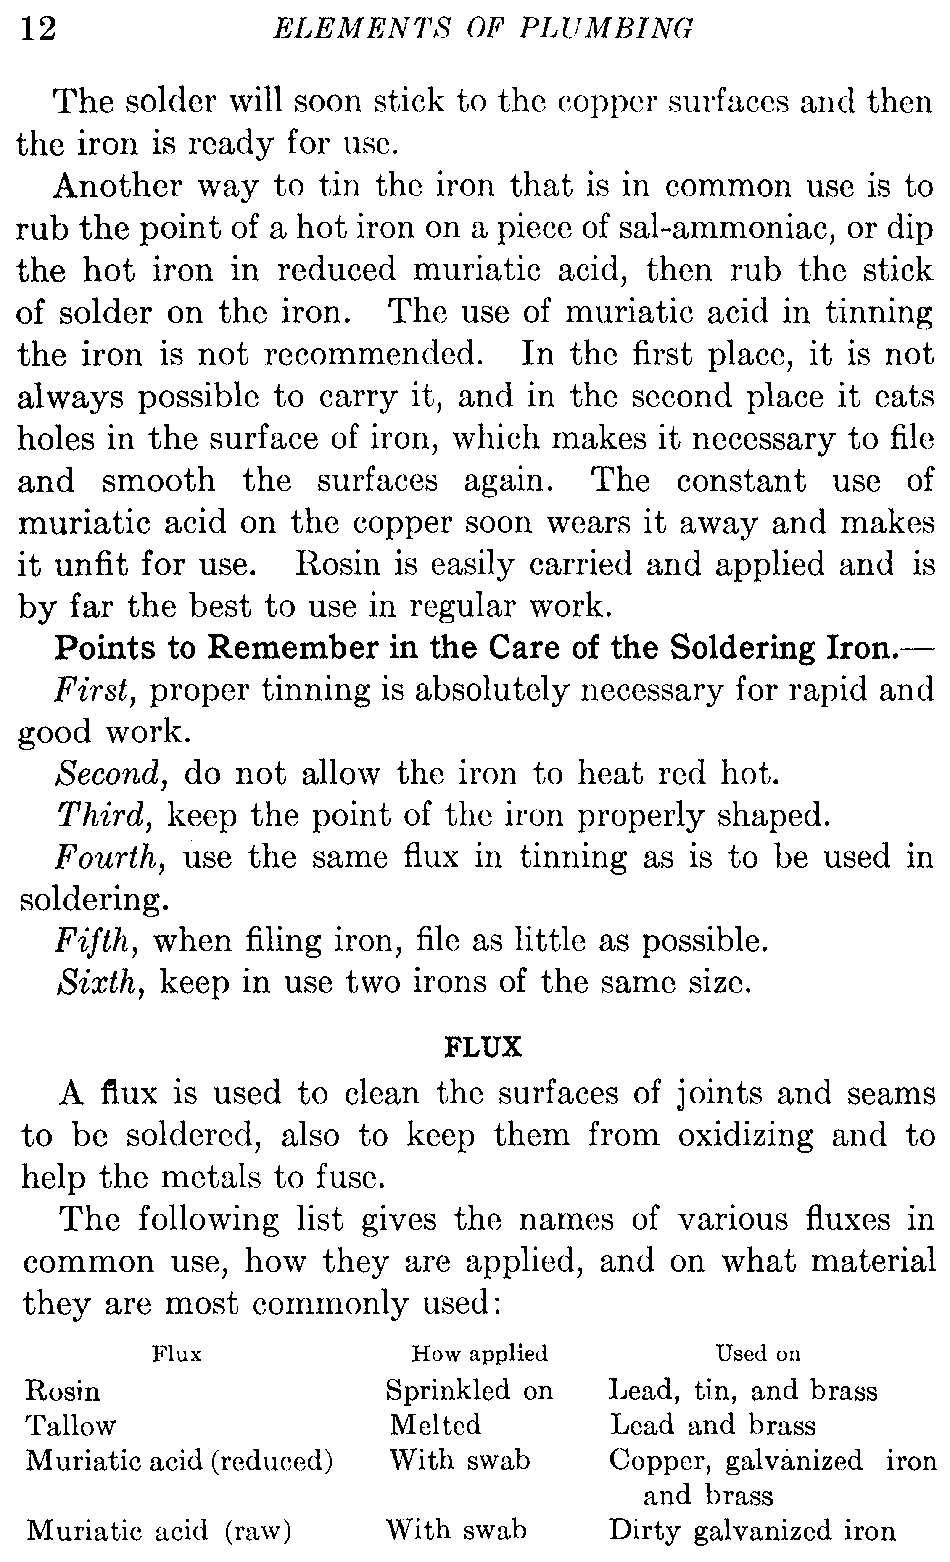 12 ELEMENTS OF PLUMBING
The solder will soon stick to the copper surfaces and then
the iron is ready for use.
Another way to tin the iron that is in common use is to
rub the point of a hot iron on a piece of sal-ammoniac, or dip
the hot iron in reduced muriatic acid, then rub the stick
of solder on the iron. The use of muriatic acid in tinning
the iron is not recommended. In the first place, it is not
always possible to carry it, and in the second place it eats
holes in the surface of iron, which makes it necessary to file
and smooth the surfaces again. The constant use of
muriatic acid on the copper soon wears it away and makes
it unfit for use. Rosin is easily carried and applied and is
by far the best to use in regular work.
Points to Remember in the Care of the Soldering Iron.—
First, proper tinning is absolutely necessary for rapid and
good work.
Second, do not allow the iron to heat red hot.
Third, keep the point of the iron properly shaped.
Fourth, use the same flux in tinning as is to be used in
soldering.
Fifth, when filing iron, file as little as possible.
Sixth, keep in use two irons of the same size.
FLUX
A flux is used to clean the surfaces of joints and seams
to be soldered, also to keep them from oxidizing and to
help the metals to fuse.
The following list gives the names of various fluxes in
common use, how they are applied, and on what material
they are most commonly used:
Flux How applied Used on
Rosin Sprinkled on Lead, tin, and brass
Tallow Melted Lead and brass
Muriatic acid (reduced) With swab Copper, galvanized iron
and brass
Muriatic acid (raw) With swab Dirty galvanized iron